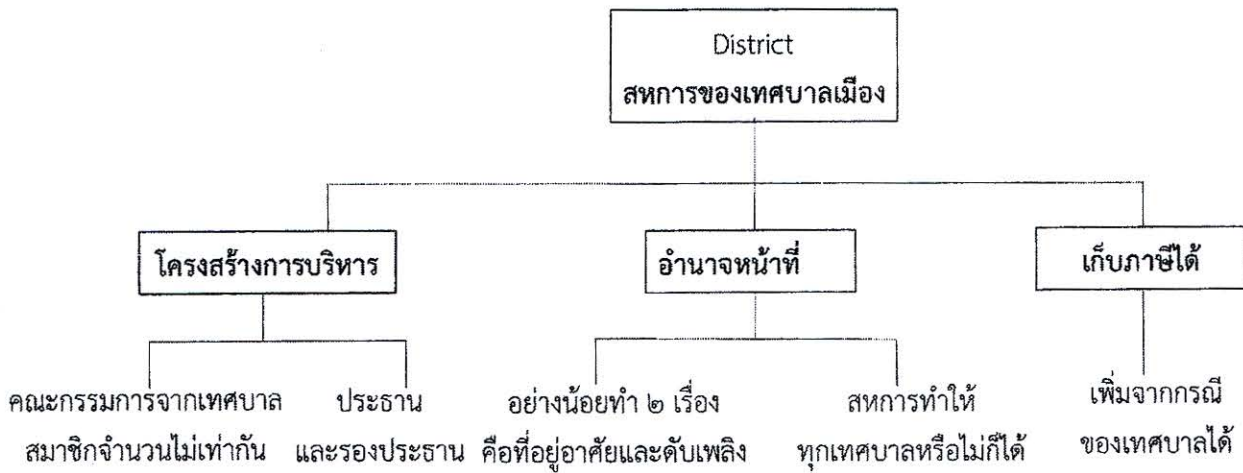 District
สหการของเทศบาลเมือง
โครงสร้างการบริหาร
อำนาจหน้าที่
เก็บภาษีได้
คณะกรรมการจากเทศบาล
สมาชิกจำนวนไม่เท่ากัน
ประธาน
และรองประธาน
อย่างน้อยทำ ๒ เรื่อง
คือที่อยู่อาศัยและดับเพลิง
สหการทำให้
ทุกเทศบาลหรือไม่ก็ได้
เพิ่มจากกรณี
ของเทศบาลได้